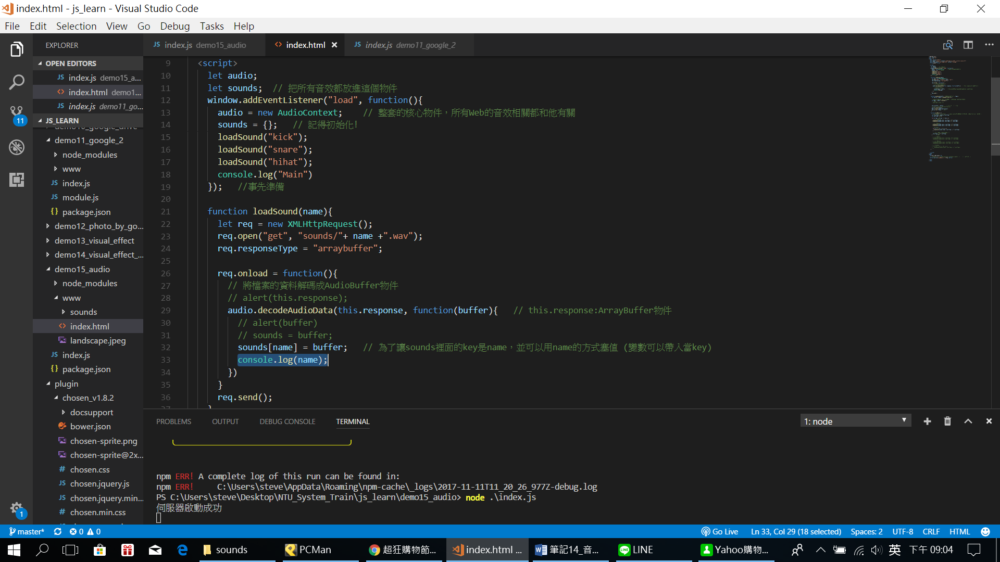 index.html - js_learn - Visual Studio Code
File Edit Selection View Go Debug Tasks Help
EXPLORER
OPEN EDITORS
JS index.js demo15_a...
<> index.html demo1...
JS index.js demo11_go...
JS_LEARN
demo11_google_2
node_modules
www
JS index.js
JS module.js
{} package.json
demo12_photo_by_go...
demo13_visual_effect
demo14_visual_effect_...
demo15_audio
node_modules
www
sounds
<> index.html
landscape.jpeg
JS index.js
{} package.json
plugin
chosen_v1.8.2
docsupport
bower.json
chosen-sprite.png
chosen-sprite@2x...
# chosen.css
JS chosen.jquery.js
JS chosen.jquery.min...
# chosen.min.css
11
1
JS index.js demo15_audio
<> index.html
JS index.js demo11_google_2
9 <script>
10 let audio;
11 let sounds; // 把所有音效都放進這個物件
12 window.addEventListener("load", function(){
13 audio = new AudioContext; // 整套的核心物件，所有Web的音效相關都和他有關
14 sounds = {}; // 記得初始化!
15 loadSound("kick");
16 loadSound("snare");
17 loadSound("hihat");
18 console.log("Main")
19 }); //事先準備
20
21 function loadSound(name){
22 let req = new XMLHttpRequest();
23 req.open("get", "sounds/"+ name +".wav");
24 req.responseType = "arraybuffer";
25
26 req.onload = function(){
27 // 將檔案的資料解碼成AudioBuffer物件
28 // alert(this.response);
29 audio.decodeAudioData(this.response, function(buffer){ // this.response:ArrayBuffer物件
30 // alert(buffer)
31 // sounds = buffer;
32 sounds[name] = buffer; // 為了讓sounds裡面的key是name，並可以用name的方式塞值 (變數可以帶入當key)
33 console.log(name);
34 })
35 }
36 req.send();
37 }
PROBLEMS OUTPUT DEBUG CONSOLE TERMINAL
1: node
npm ERR! A complete log of this run can be found in:
npm ERR! C:\Users\steve\AppData\Roaming\npm-cache\_logs\2017-11-11T11_20_26_977Z-debug.log
PS C:\Users\steve\Desktop\NTU_System_Train\js_learn\demo15_audio> node .\index.js
伺服器啟動成功
master* 0 0
Go Live Ln 33, Col 29 (18 selected) Spaces: 2 UTF-8 CRLF HTML
sounds PCMan 超狂購物節... index.html ... 筆記14_音... LINE Yahoo購物... 英 下午 09:04